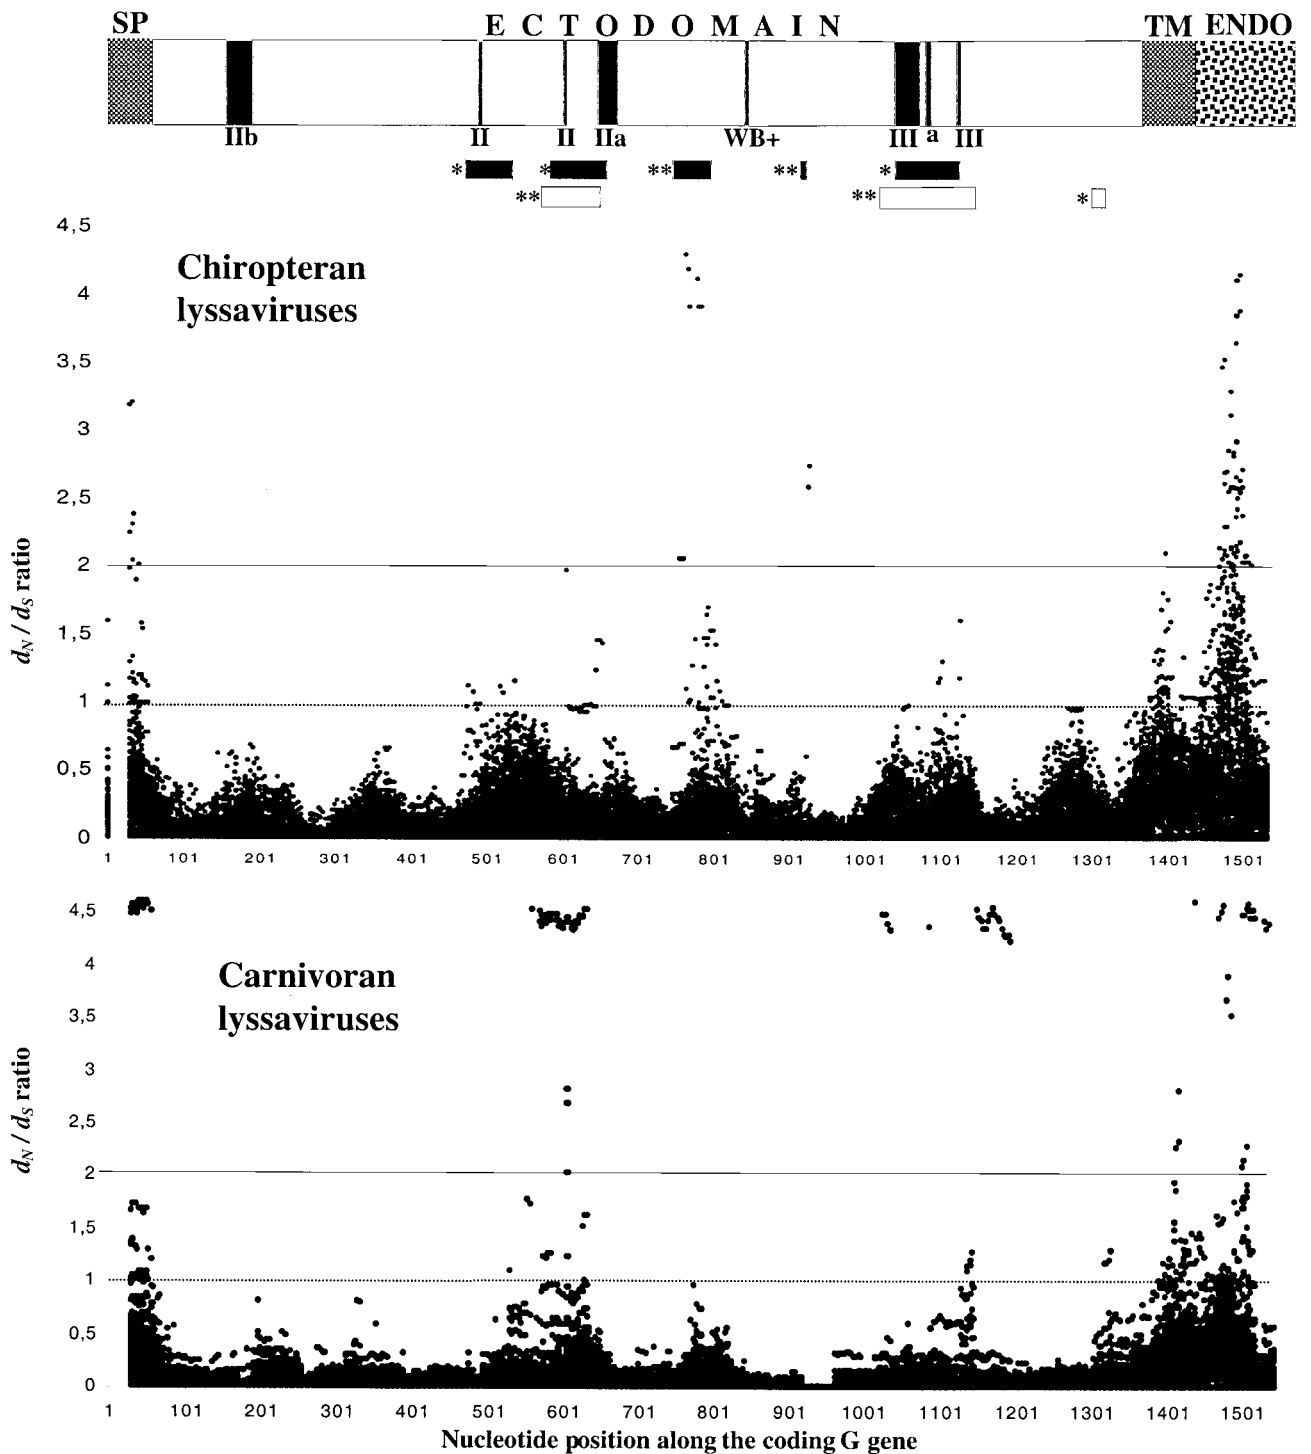 SP E C T O D O M A I N TM ENDO
IIb II II IIa WB+ III a III
* * ** ** *
** ** *
4,5
Chiropteran
lyssaviruses
4
3,5
3
2,5
2
1,5
1
0,5
0
dN / dS ratio
1 101 201 301 401 501 601 701 801 901 1001 1101 1201 1301 1401 1501
4,5
Carnivoran
lyssaviruses
4
3,5
3
2,5
2
1,5
1
0,5
0
dN / dS ratio
1 101 201 301 401 501 601 701 801 901 1001 1101 1201 1301 1401 1501
Nucleotide position along the coding G gene